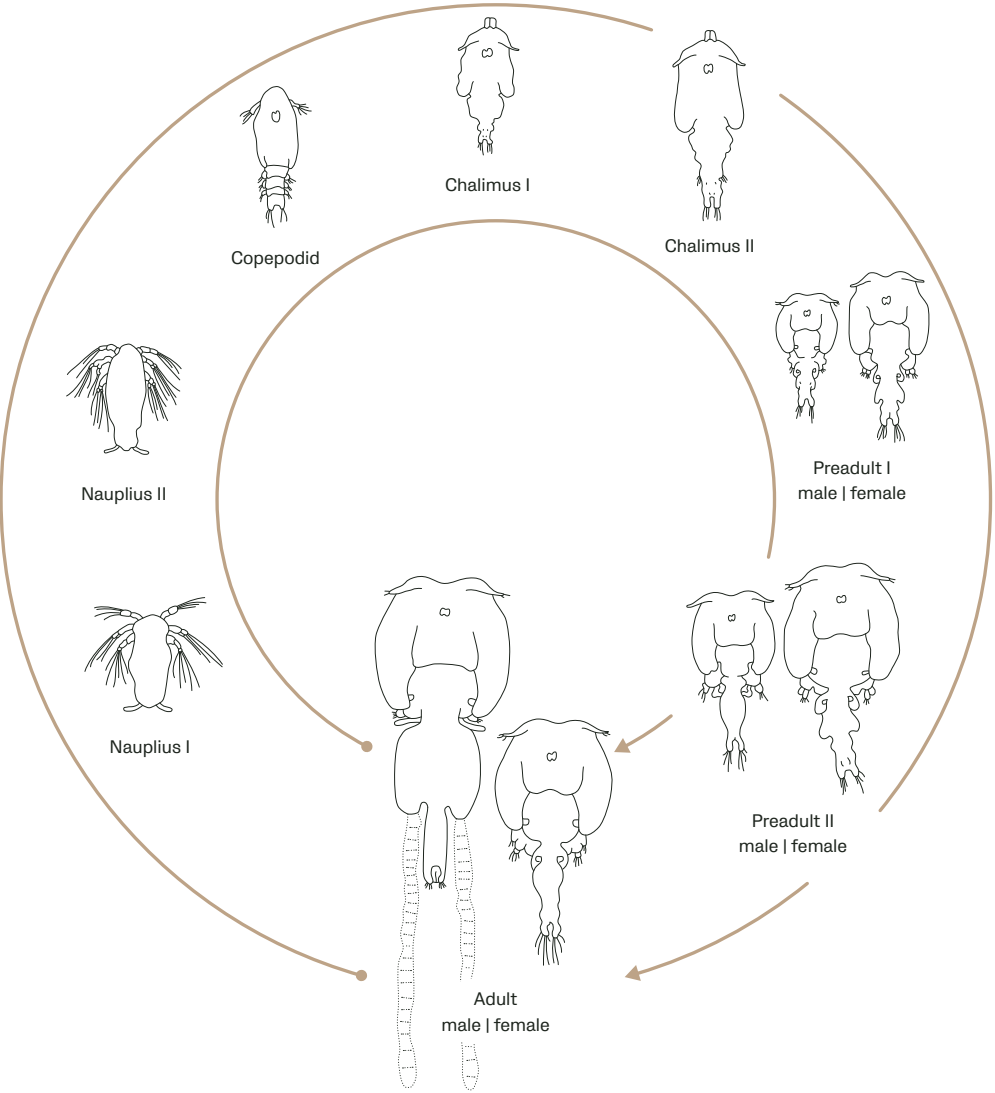 Chalimus I
Chalimus II
Copepodid
Preadult I
male | female
Nauplius II
Nauplius I
Preadult II
male | female
Adult
male | female